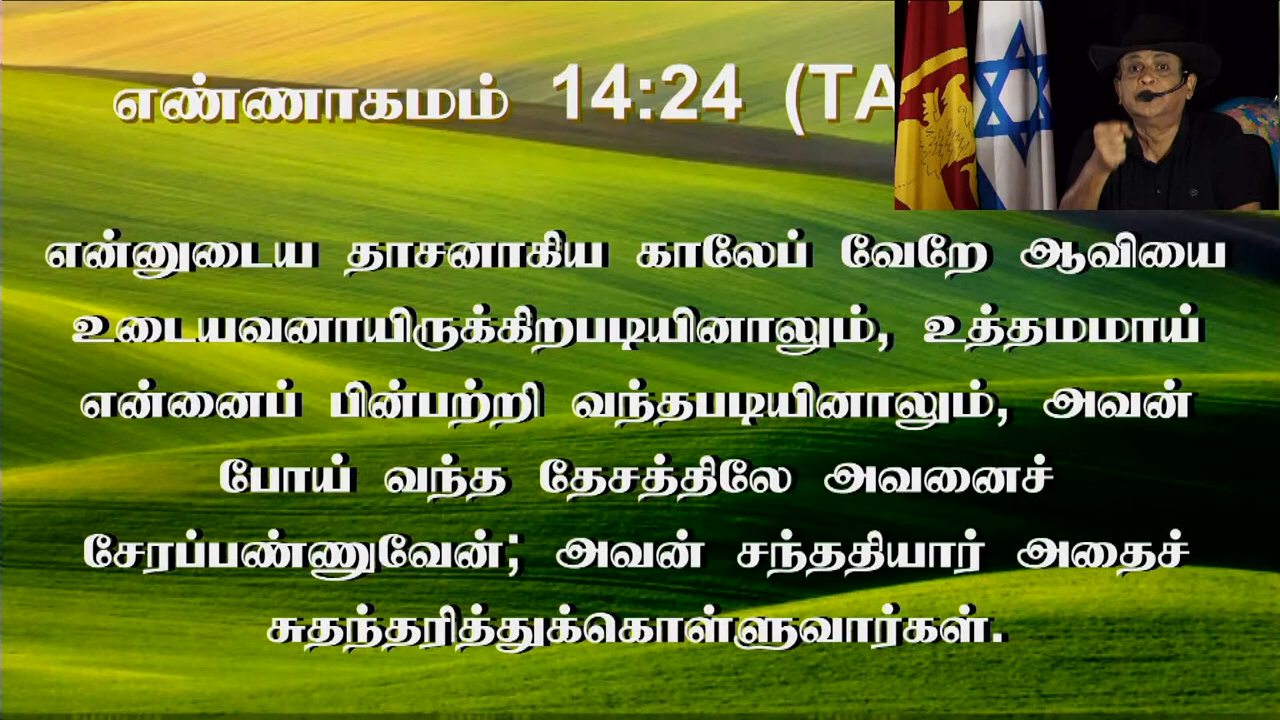 எண்ணாகமம் 14:24 (TA
என்னுடைய தாசனாகிய காலேப் வேறே ஆவியை
உடையவனாயிருக்கிறபடியினாலும், உத்தமமாய்
என்னைப் பின்பற்றி வந்தபடியினாலும், அவன்
போய் வந்த தேசத்திலே அவனைச்
சேரப்பண்ணுவேன்; அவன் சந்ததியார் அதைச்
சுதந்தரித்துக்கொள்ளுவார்கள்.